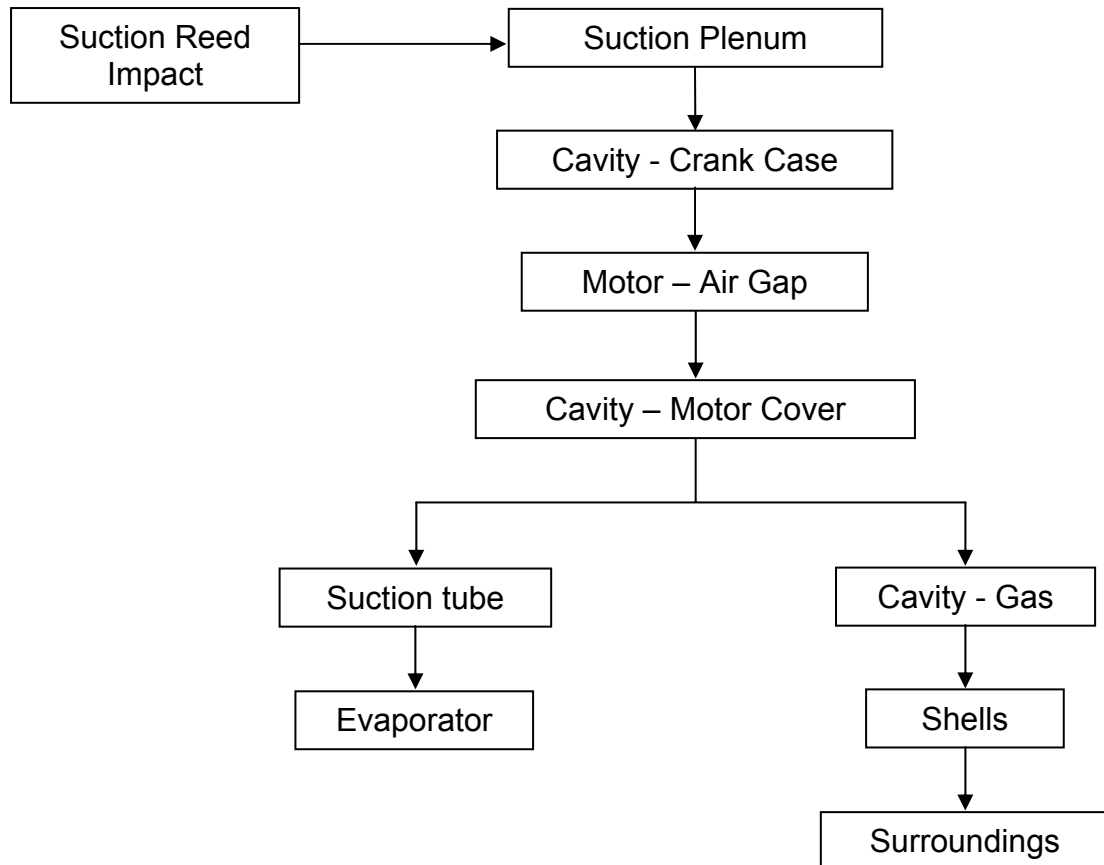 Suction Reed
Impact
Suction Plenum
Cavity - Crank Case
Motor – Air Gap
Cavity – Motor Cover
Suction tube
Cavity - Gas
Evaporator
Shells
Surroundings